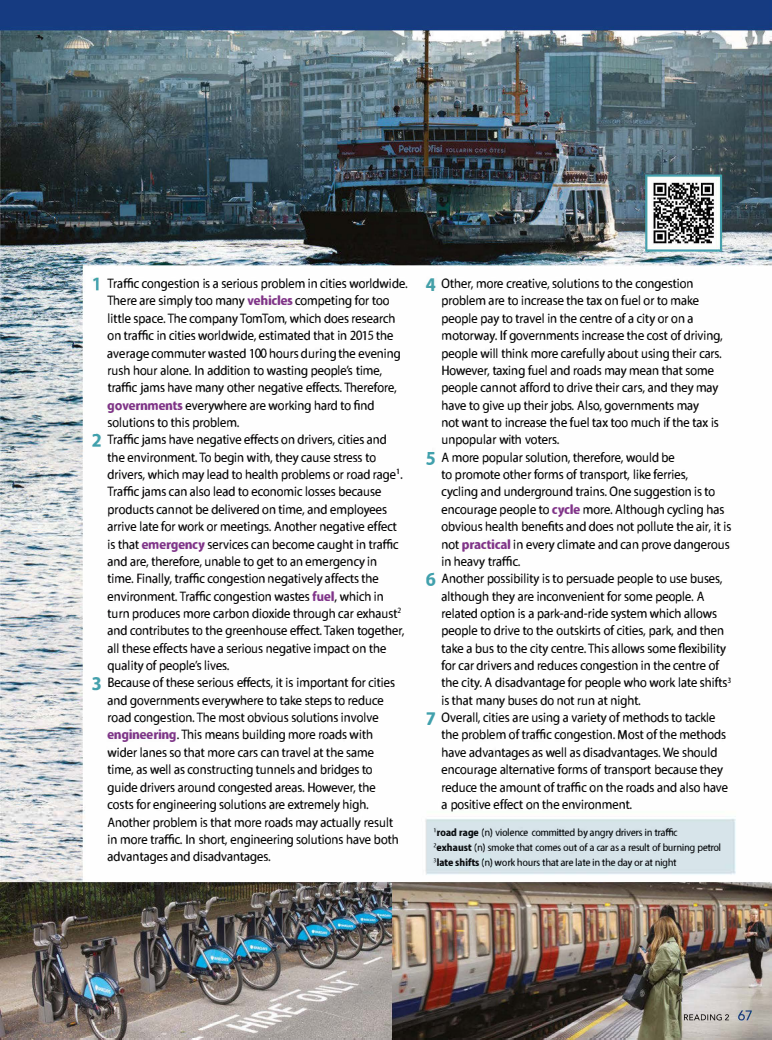 Petrol Ofisi YOLLARIN ÇOK ÖTESİ
1 Traffic congestion is a serious problem in cities worldwide.
There are simply too many vehicles competing for too
little space. The company TomTom, which does research
on traffic in cities worldwide, estimated that in 2015 the
average commuter wasted 100 hours during the evening
rush hour alone. In addition to wasting people's time,
traffic jams have many other negative effects. Therefore,
governments everywhere are working hard to find
solutions to this problem.
2 Traffic jams have negative effects on drivers, cities and
the environment. To begin with, they cause stress to
drivers, which may lead to health problems or road rage¹.
Traffic jams can also lead to economic losses because
products cannot be delivered on time, and employees
arrive late for work or meetings. Another negative effect
is that emergency services can become caught in traffic
and are, therefore, unable to get to an emergency in
time. Finally, traffic congestion negatively affects the
environment. Traffic congestion wastes fuel, which in
turn produces more carbon dioxide through car exhaust²
and contributes to the greenhouse effect. Taken together,
all these effects have a serious negative impact on the
quality of people's lives.
3 Because of these serious effects, it is important for cities
and governments everywhere to take steps to reduce
road congestion. The most obvious solutions involve
engineering. This means building more roads with
wider lanes so that more cars can travel at the same
time, as well as constructing tunnels and bridges to
guide drivers around congested areas. However, the
costs for engineering solutions are extremely high.
Another problem is that more roads may actually result
in more traffic. In short, engineering solutions have both
advantages and disadvantages.
4 Other, more creative, solutions to the congestion
problem are to increase the tax on fuel or to make
people pay to travel in the centre of a city or on a
motorway. If governments increase the cost of driving,
people will think more carefully about using their cars.
However, taxing fuel and roads may mean that some
people cannot afford to drive their cars, and they may
have to give up their jobs. Also, governments may
not want to increase the fuel tax too much if the tax is
unpopular with voters.
5 A more popular solution, therefore, would be
to promote other forms of transport, like ferries,
cycling and underground trains. One suggestion is to
encourage people to cycle more. Although cycling has
obvious health benefits and does not pollute the air, it is
not practical in every climate and can prove dangerous
in heavy traffic.
6 Another possibility is to persuade people to use buses,
although they are inconvenient for some people. A
related option is a park-and-ride system which allows
people to drive to the outskirts of cities, park, and then
take a bus to the city centre. This allows some flexibility
for car drivers and reduces congestion in the centre of
the city. A disadvantage for people who work late shifts³
is that many buses do not run at night.
7 Overall, cities are using a variety of methods to tackle
the problem of traffic congestion. Most of the methods
have advantages as well as disadvantages. We should
encourage alternative forms of transport because they
reduce the amount of traffic on the roads and also have
a positive effect on the environment.
¹road rage (n) violence committed by angry drivers in traffic
²exhaust (n) smoke that comes out of a car as a result of burning petrol
³late shifts (n) work hours that are late in the day or at night
HIRE ONLY
READING 2 67